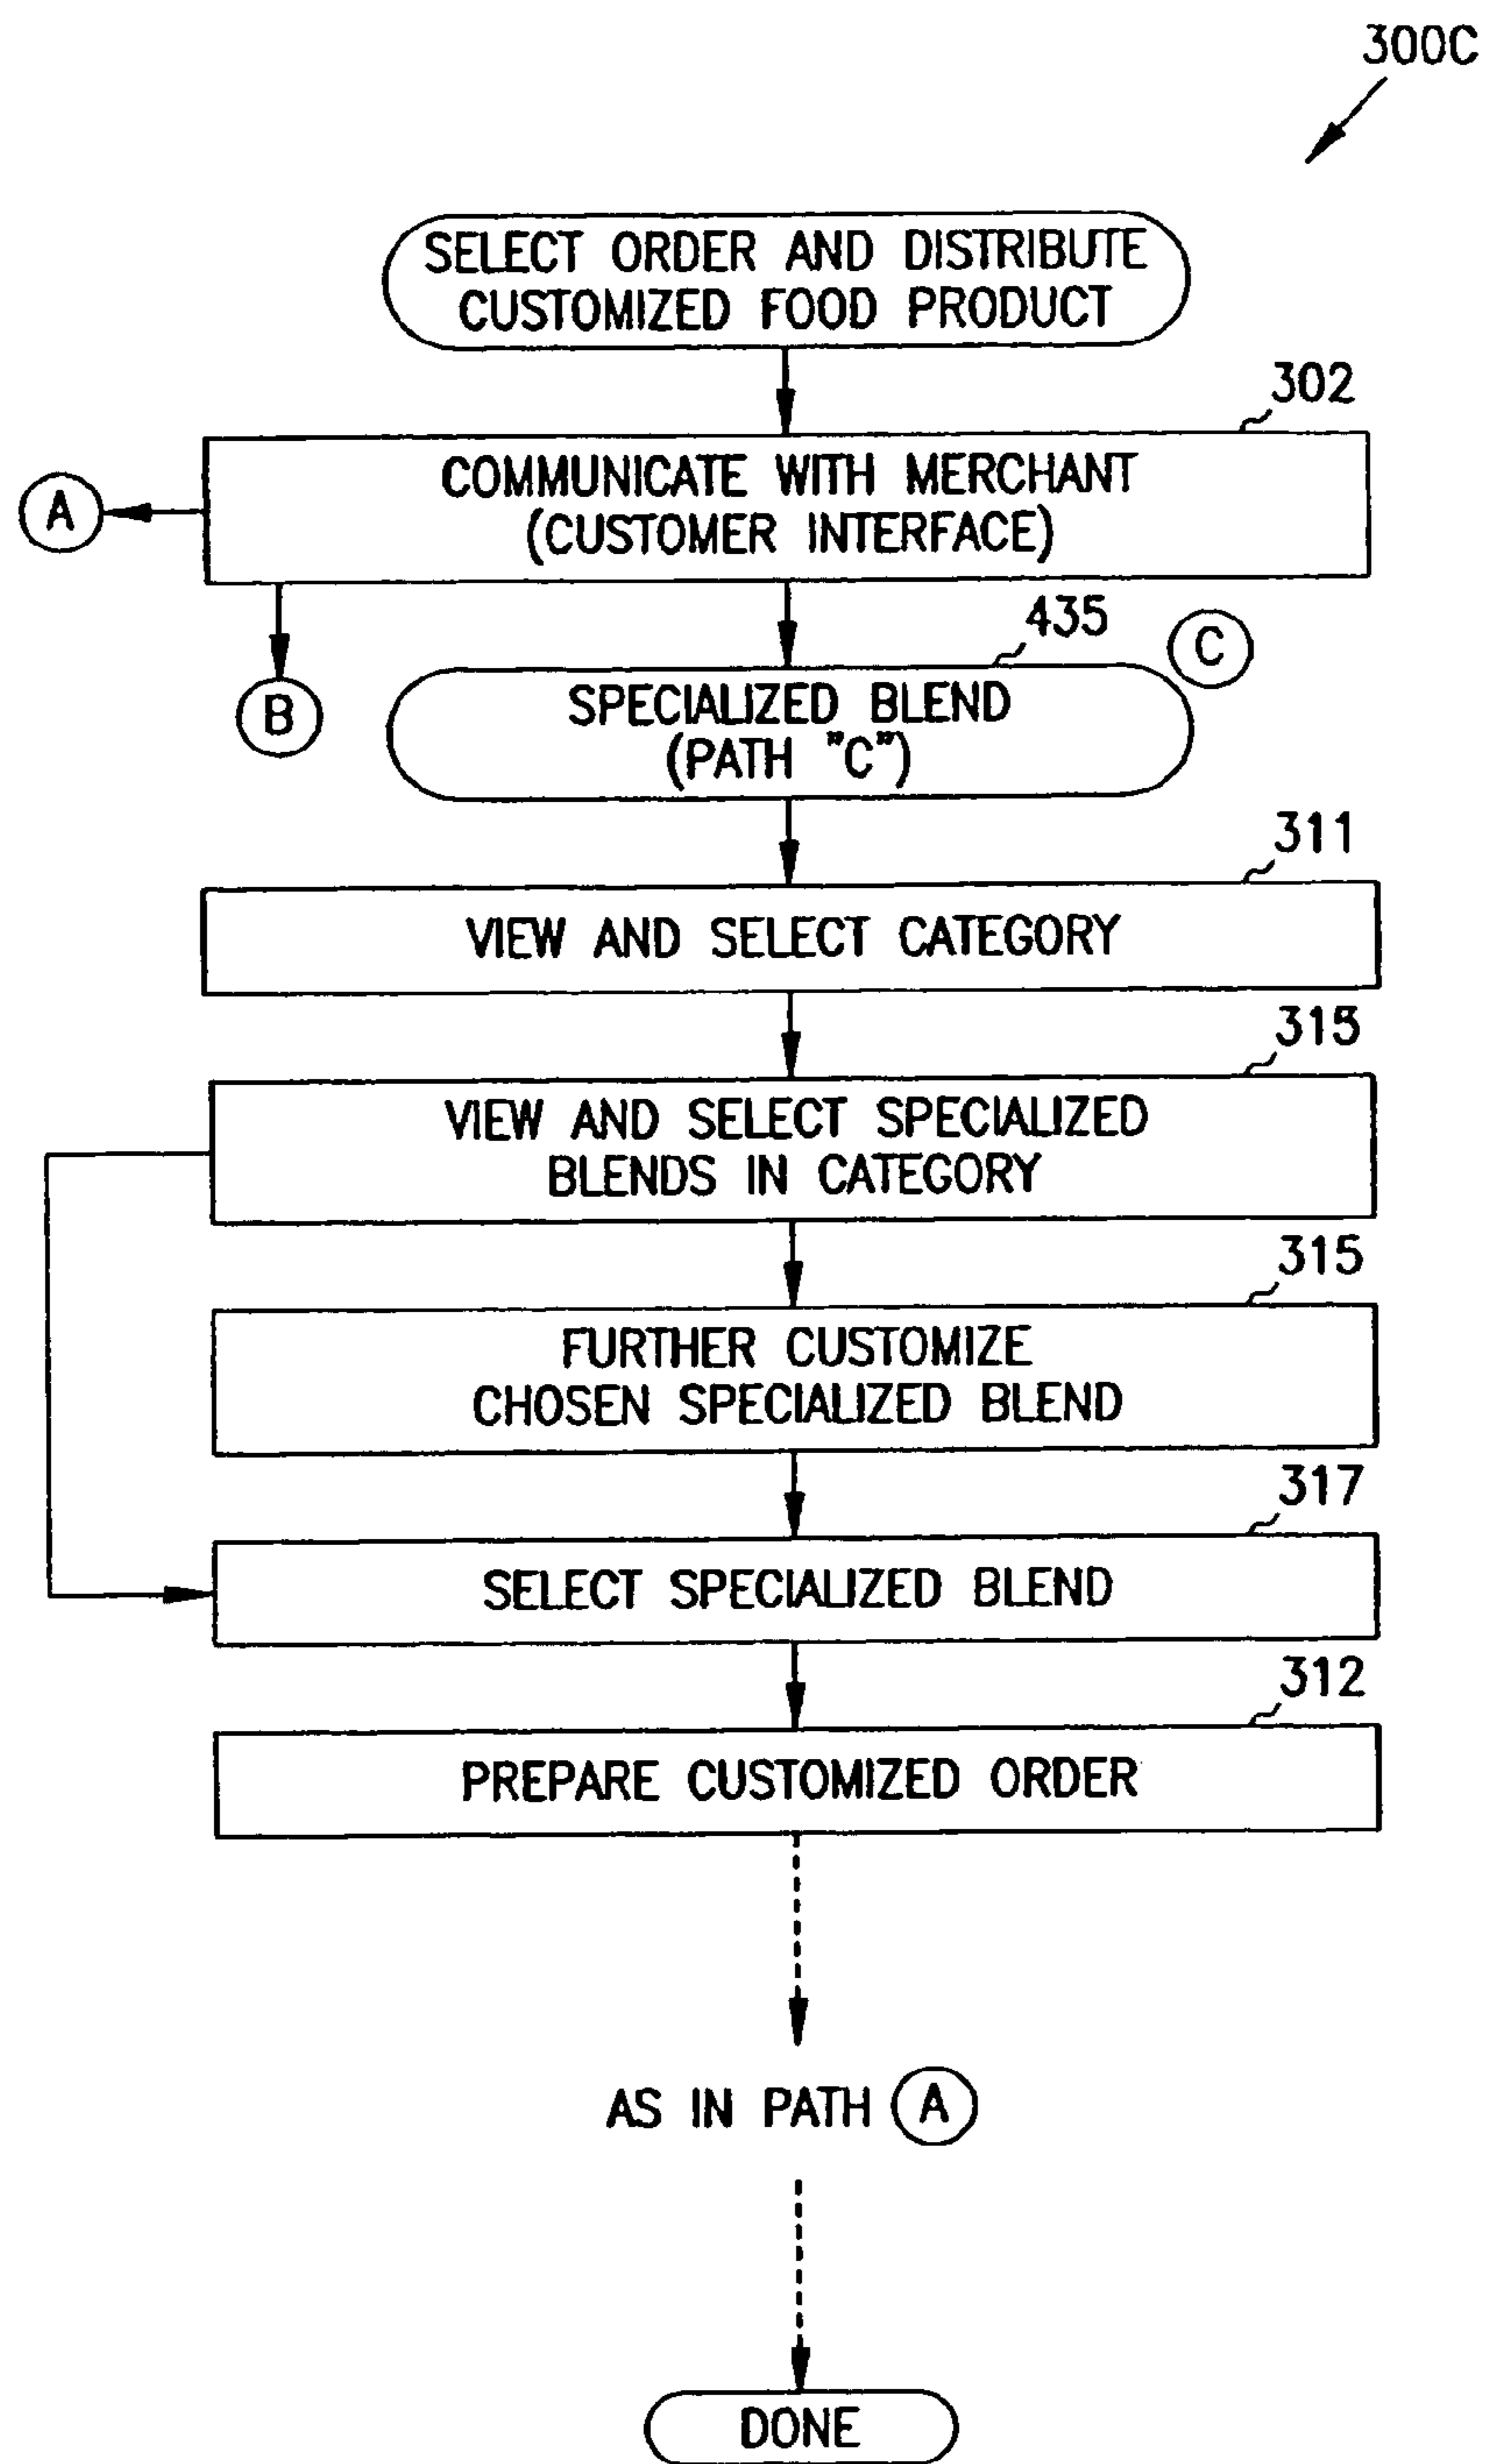 300C
SELECT ORDER AND DISTRIBUTE
CUSTOMIZED FOOD PRODUCT
302
COMMUNICATE WITH MERCHANT
(CUSTOMER INTERFACE)
A
B
435
C
SPECIALIZED BLEND
(PATH "C")
311
VIEW AND SELECT CATEGORY
313
VIEW AND SELECT SPECIALIZED
BLENDS IN CATEGORY
315
FURTHER CUSTOMIZE
CHOSEN SPECIALIZED BLEND
317
SELECT SPECIALIZED BLEND
312
PREPARE CUSTOMIZED ORDER
AS IN PATH A
DONE